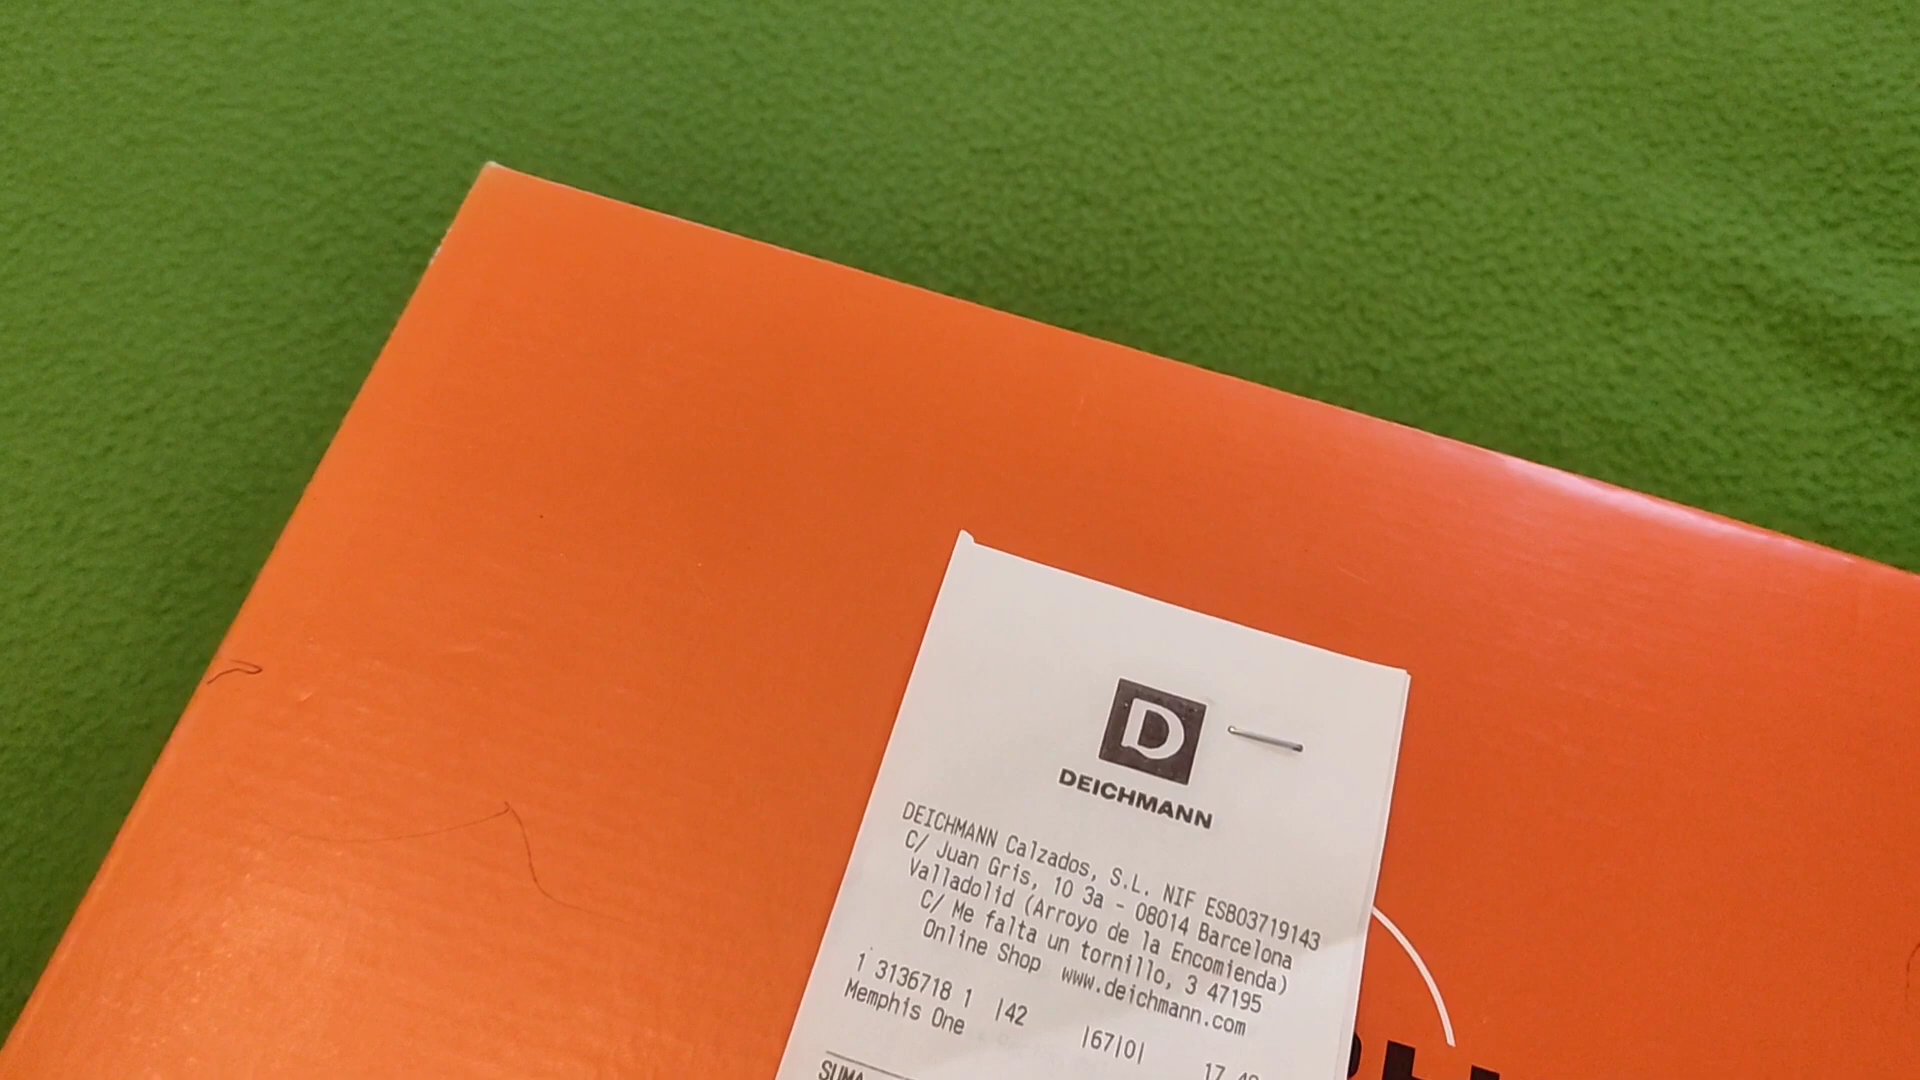 D
DEICHMANN
DEICHMANN Calzados, S.L. NIF ESB03719143
C/ Juan Gris, 10 3a - 08014 Barcelona
Valladolid (Arroyo de la Encomienda)
C/ Me falta un tornillo, 3 47195
Online Shop www.deichmann.com
1 3136718 1 |42 |67|0|
Memphis One
SUMA